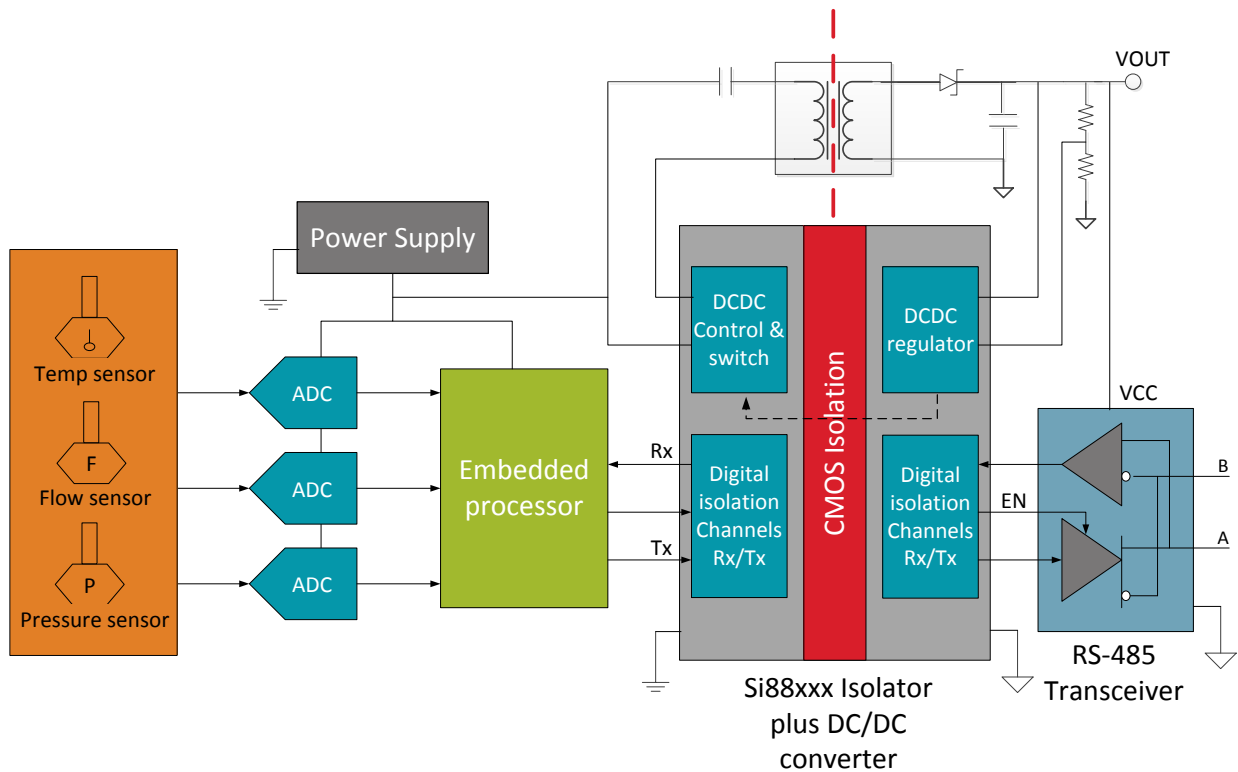 VOUT
Power Supply
Temp sensor
F
Flow sensor
P
Pressure sensor
ADC
ADC
ADC
Embedded
processor
Rx
Tx
DCDC
Control &
switch
Digital
isolation
Channels
Rx/Tx
CMOS Isolation
DCDC
regulator
Digital
isolation
Channels
Rx/Tx
EN
VCC
B
A
RS-485
Transceiver
Si88xxx Isolator
plus DC/DC
converter